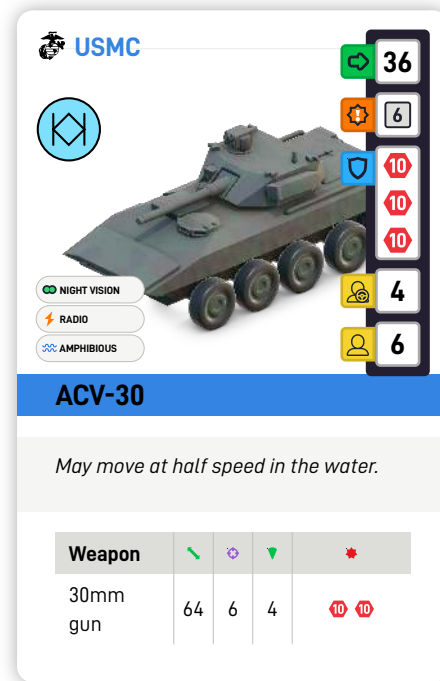 USMC
36
6
10
10
10
NIGHT VISION
4
RADIO
AMPHIBIOUS
6
ACV-30
May move at half speed in the water.
Weapon
30mm
gun
64 6 4 10 10